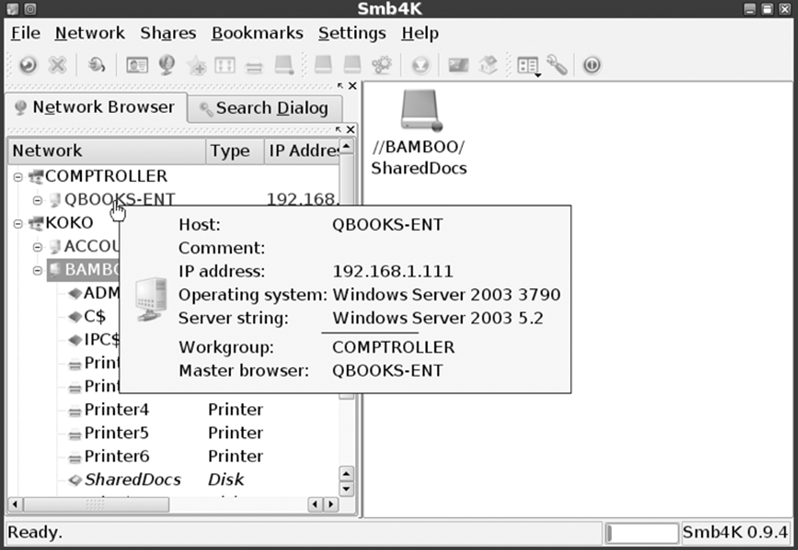 Smb4K
File Network Shares Bookmarks Settings Help
Network Browser Search Dialog
Network Type IP Addre
COMPTROLLER
QBOOKS-ENT 192.168.
KOKO
ACCOU
BAMBO
ADM
C$
IPC$
Print
Print
Printer4 Printer
Printer5 Printer
Printer6 Printer
SharedDocs Disk
Host: QBOOKS-ENT
Comment:
IP address: 192.168.1.111
Operating system: Windows Server 2003 3790
Server string: Windows Server 2003 5.2
Workgroup: COMPTROLLER
Master browser: QBOOKS-ENT
//BAMBOO/
SharedDocs
Ready. Smb4K 0.9.4